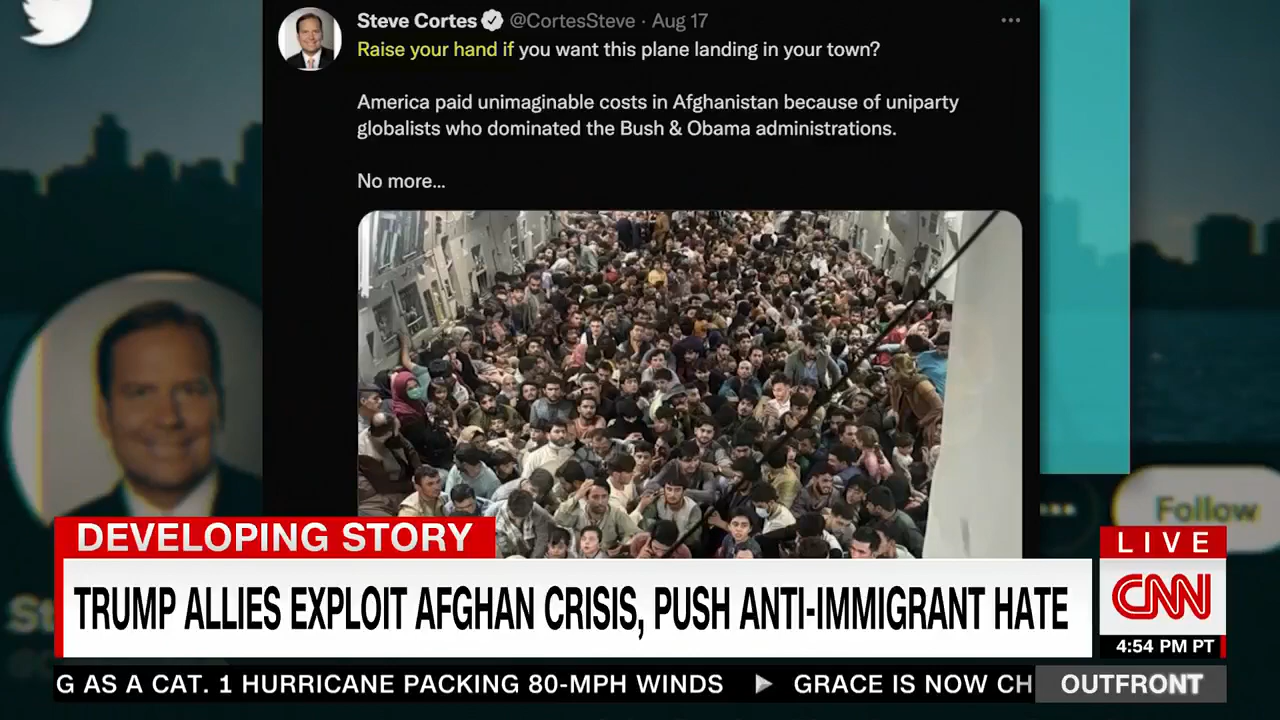 Steve Cortes @CortesSteve · Aug 17
Raise your hand if you want this plane landing in your town?
America paid unimaginable costs in Afghanistan because of uniparty
globalists who dominated the Bush & Obama administrations.
No more...
Follow
St
DEVELOPING STORY
TRUMP ALLIES EXPLOIT AFGHAN CRISIS, PUSH ANTI-IMMIGRANT HATE
LIVE
CNN
4:54 PM PT
G AS A CAT. 1 HURRICANE PACKING 80-MPH WINDS GRACE IS NOW CH
OUTFRONT